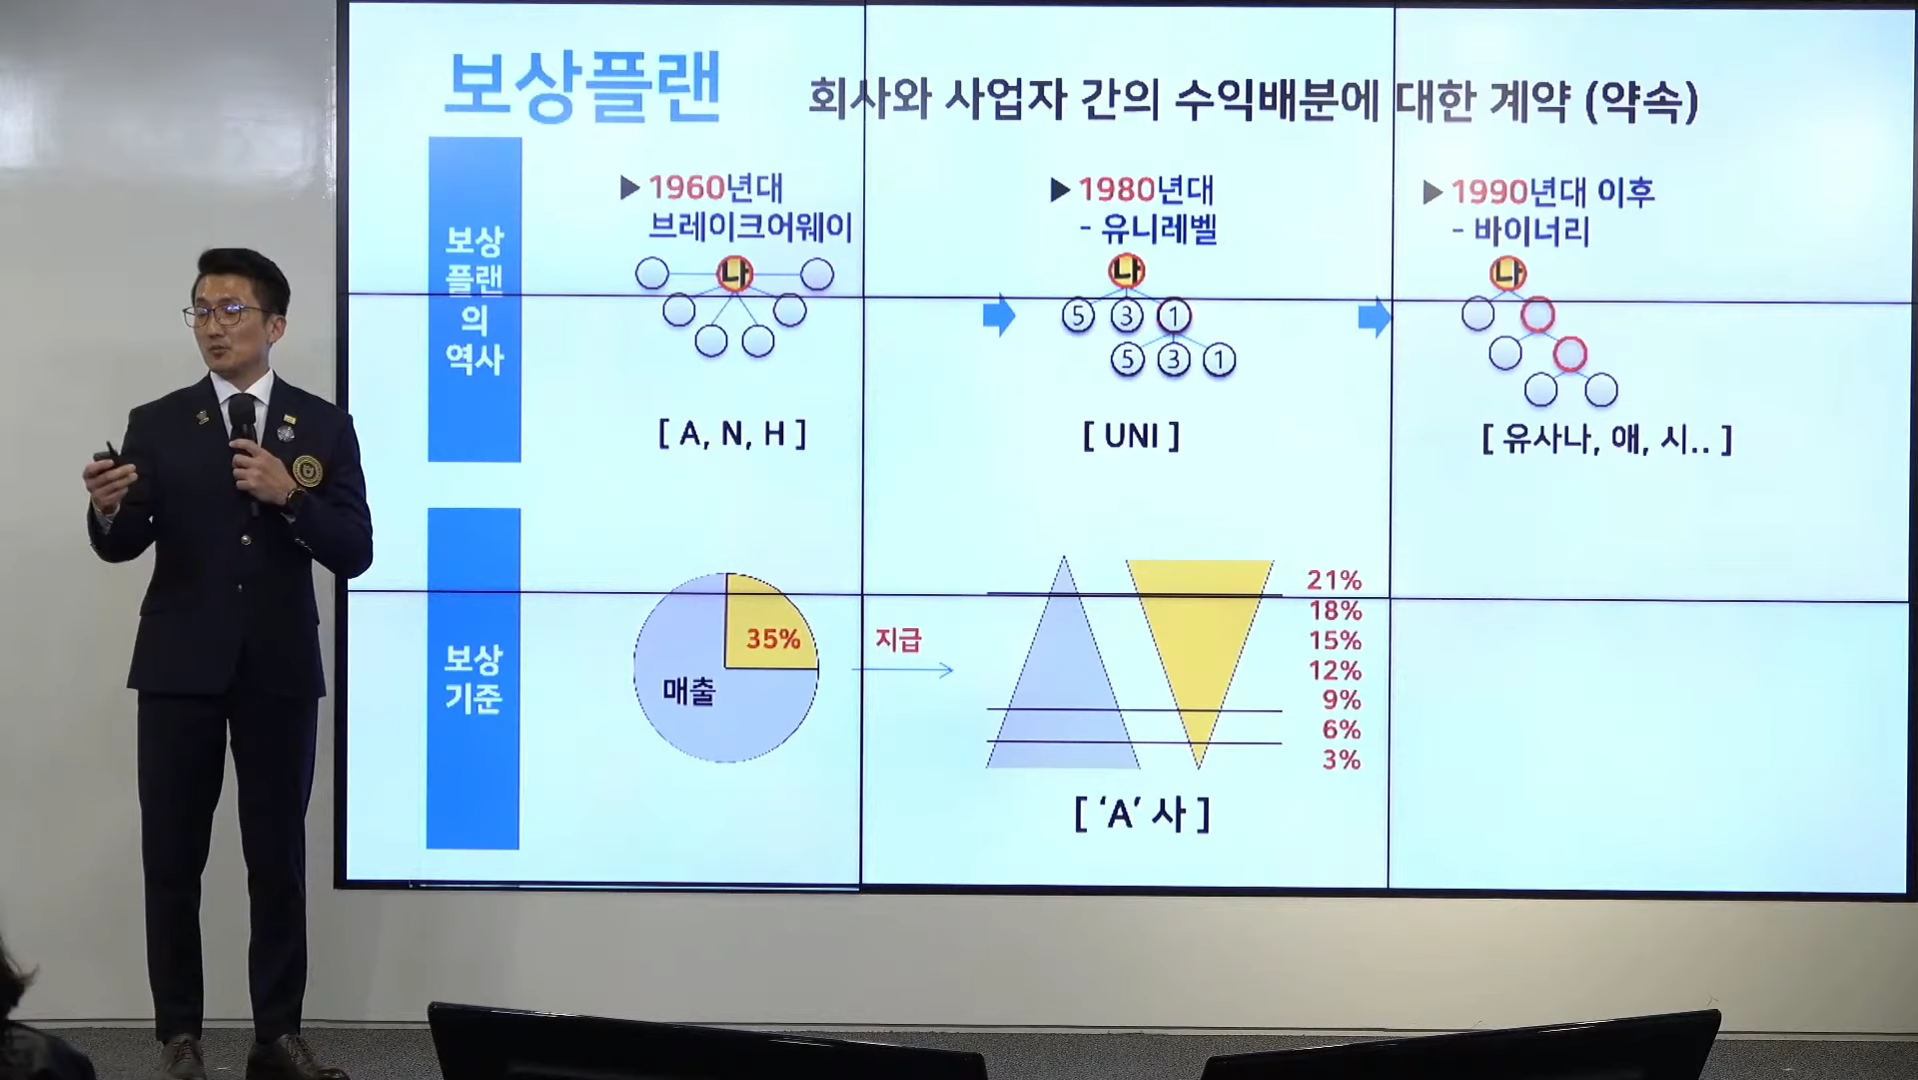 보상플랜
회사와 사업자 간의 수익배분에 대한 계약 (약속)
보상
플랜
의
역사
▶ 1960년대
브레이크어웨이
나
[ A, N, H ]
▶ 1980년대
- 유니레벨
나
5 3 1
5 3 1
[ UNI ]
▶ 1990년대 이후
- 바이너리
나
[ 유사나, 애, 시.. ]
보상
기준
35%
매출
지급
21%
18%
15%
12%
9%
6%
3%
[ ‘A’ 사 ]